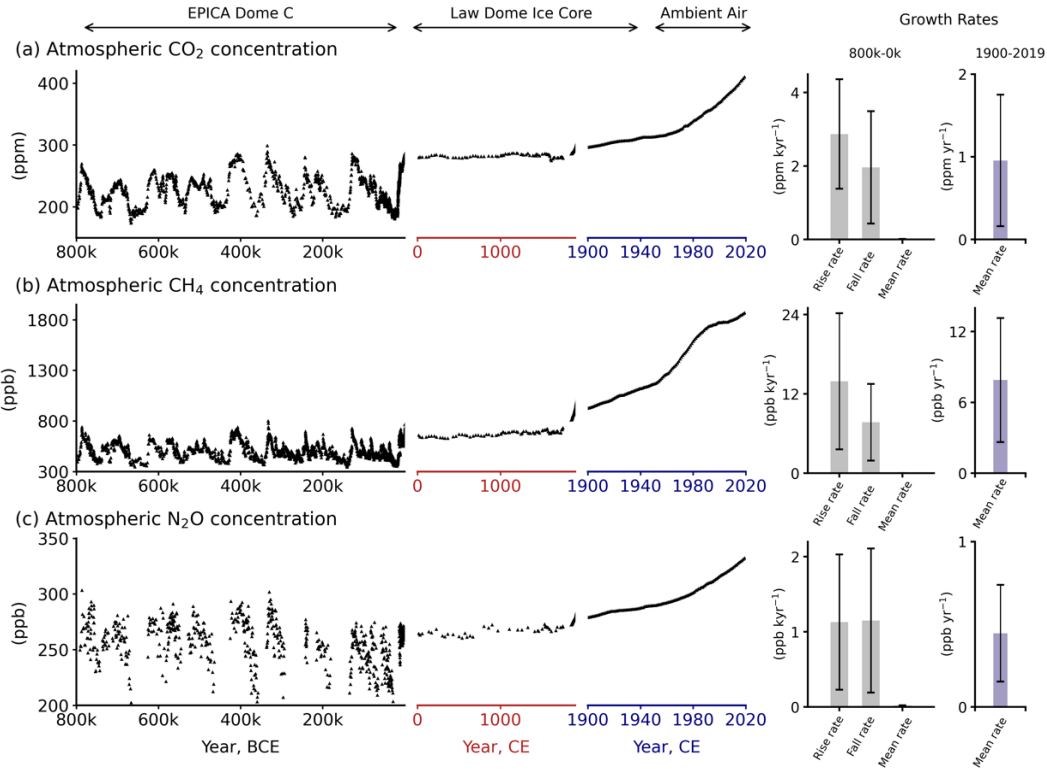 EPICA Dome C Law Dome Ice Core Ambient Air
Growth Rates
(a) Atmospheric CO₂ concentration
800k-0k 1900-2019
(ppm)
400
300
200
800k 600k 400k 200k
0 1000
1900 1940 1980 2020
(ppm kyr⁻¹)
4
2
0
Rise rate
Fall rate
Mean rate
(ppm yr⁻¹)
2
1
0
Mean rate
(b) Atmospheric CH₄ concentration
(ppb)
1800
1300
800
300
800k 600k 400k 200k
0 1000
1900 1940 1980 2020
(ppb kyr⁻¹)
24
12
0
Rise rate
Fall rate
Mean rate
(ppb yr⁻¹)
12
6
0
Mean rate
(c) Atmospheric N₂O concentration
(ppb)
350
300
250
200
800k 600k 400k 200k
0 1000
1900 1940 1980 2020
Year, BCE Year, CE Year, CE
(ppb kyr⁻¹)
2
1
0
Rise rate
Fall rate
Mean rate
(ppb yr⁻¹)
1
0
Mean rate